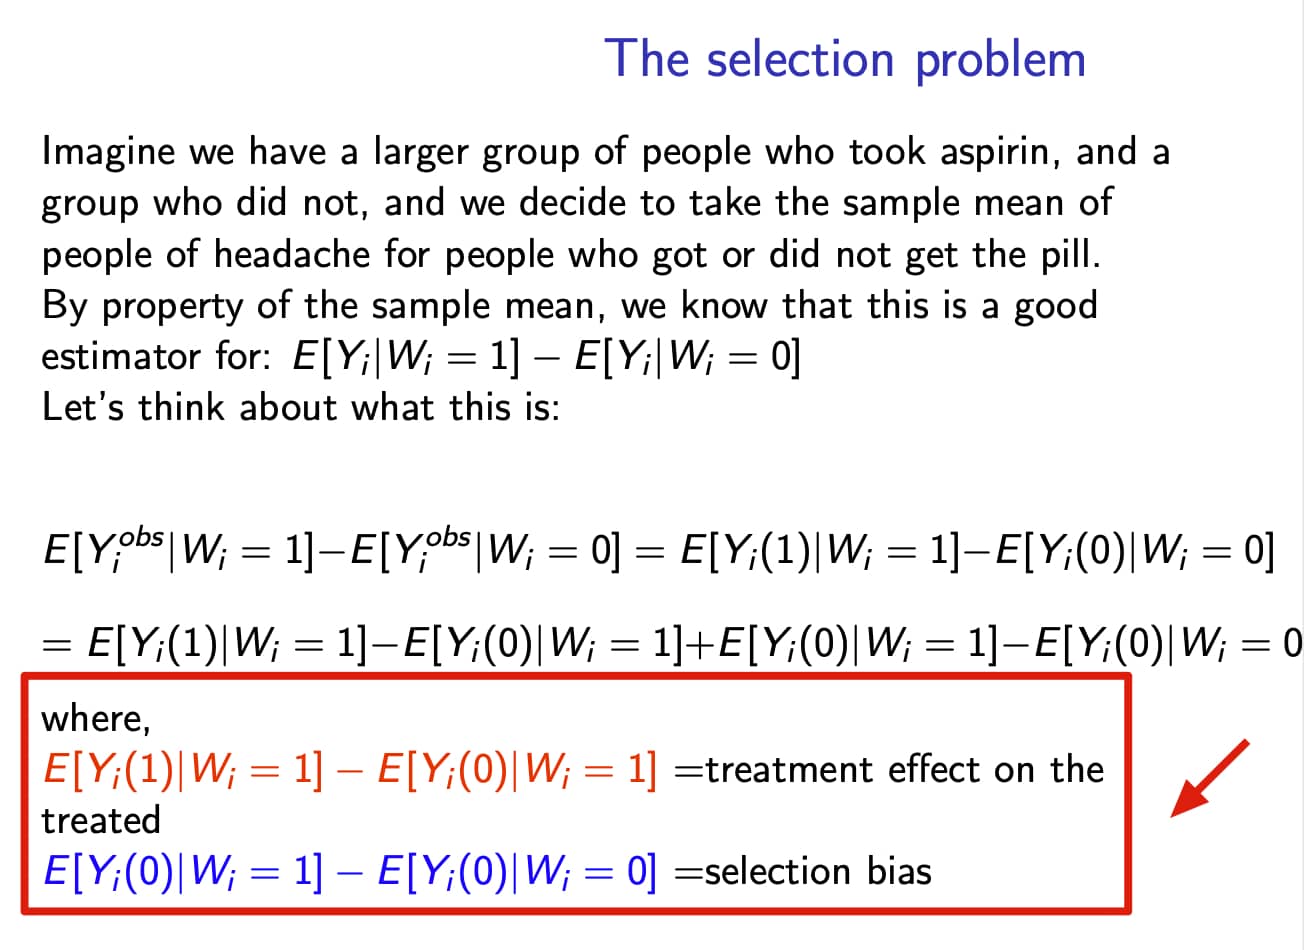 The selection problem
Imagine we have a larger group of people who took aspirin, and a
group who did not, and we decide to take the sample mean of
people of headache for people who got or did not get the pill.
By property of the sample mean, we know that this is a good
estimator for: E[Y_i|W_i = 1] − E[Y_i|W_i = 0]
Let's think about what this is:
E[Y_i^{obs}|W_i = 1]−E[Y_i^{obs}|W_i = 0] = E[Y_i(1)|W_i = 1]−E[Y_i(0)|W_i = 0]
= E[Y_i(1)|W_i = 1]−E[Y_i(0)|W_i = 1]+E[Y_i(0)|W_i = 1]−E[Y_i(0)|W_i = 0
where,
E[Y_i(1)|W_i = 1] − E[Y_i(0)|W_i = 1] =treatment effect on the
treated
E[Y_i(0)|W_i = 1] − E[Y_i(0)|W_i = 0] =selection bias